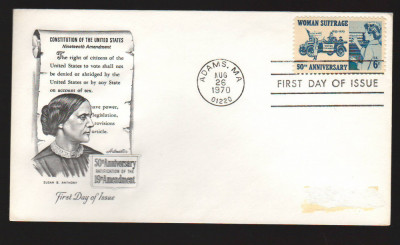 CONSTITUTION OF THE UNITED STATES
Nineteenth Amendment
The right of citizens of the United
States to vote shall not
be denied or abridged by the
United States or by any State
on account of sex.
have power,
legislation,
provisions
article.
SUSAN B. ANTHONY
50th Anniversary
RATIFICATION OF THE
19th Amendment
First Day of Issue
ADAMS, MA
AUG
26
1970
01220
WOMAN SUFFRAGE
50th ANNIVERSARY
6¢
FIRST DAY OF ISSUE